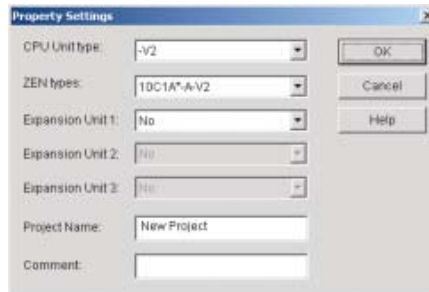 Property Settings
CPU Unit type: -V2
OK
ZEN types: 10C1A*-A-V2
Cancel
Expansion Unit 1: No
Help
Expansion Unit 2: No
Expansion Unit 3: No
Project Name: New Project
Comment: